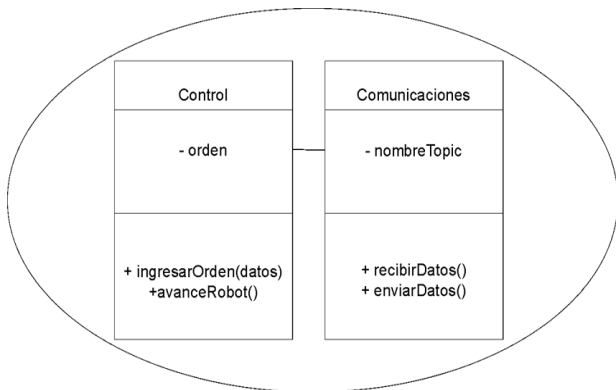 Control
- orden
+ ingresarOrden(datos)
+avanceRobot()
Comunicaciones
- nombreTopic
+ recibirDatos()
+ enviarDatos()